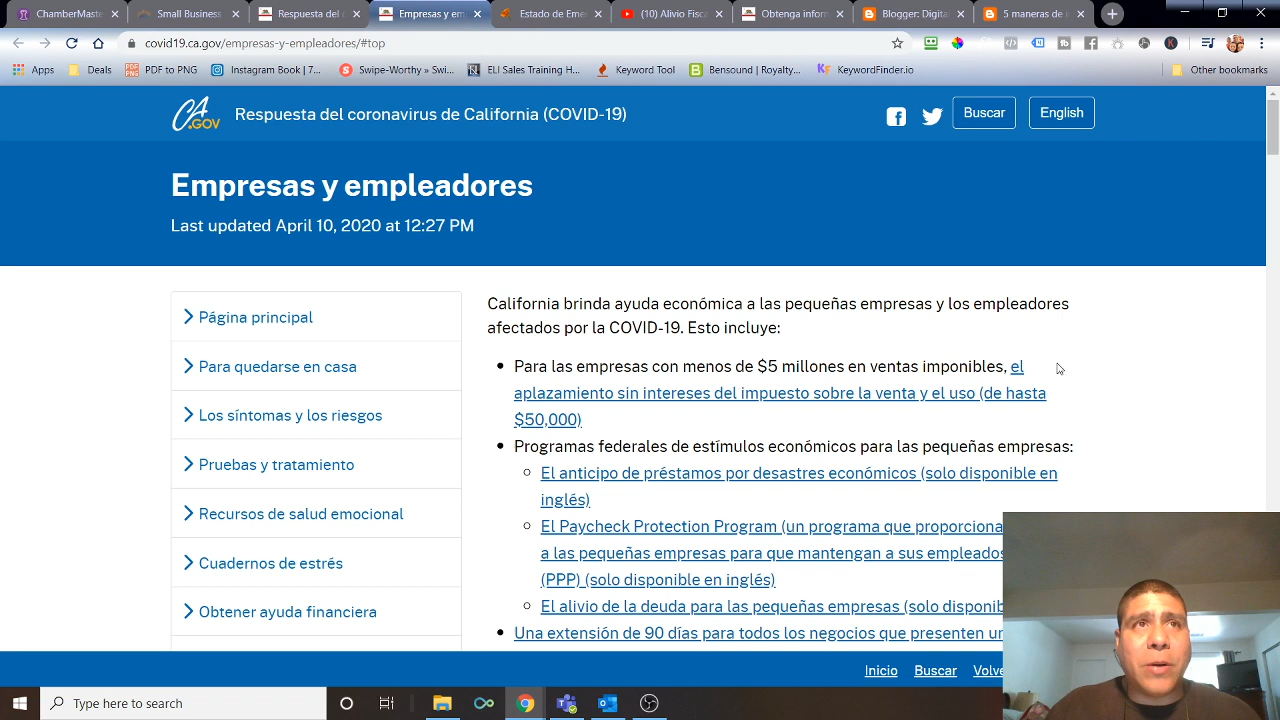 ChamberMaste
Small Business
Respuesta del c
Empresas y em
Estado de Emer
(10) Alivio Fisca
Obtenga inform
Blogger: Digita
5 maneras de in
covid19.ca.gov/empresas-y-empleadores/#top
Apps
Deals
PDF to PNG
Instagram Book | 7...
Swipe-Worthy » Swi...
ELI Sales Training H...
Keyword Tool
Bensound | Royalty...
KeywordFinder.io
Other bookmarks
CA.GOV
Respuesta del coronavirus de California (COVID-19)
Buscar
English
Empresas y empleadores
Last updated April 10, 2020 at 12:27 PM
Página principal
Para quedarse en casa
Los síntomas y los riesgos
Pruebas y tratamiento
Recursos de salud emocional
Cuadernos de estrés
Obtener ayuda financiera
California brinda ayuda económica a las pequeñas empresas y los empleadores
afectados por la COVID-19. Esto incluye:
Para las empresas con menos de $5 millones en ventas imponibles, el
aplazamiento sin intereses del impuesto sobre la venta y el uso (de hasta
$50,000)
Programas federales de estímulos económicos para las pequeñas empresas:
El anticipo de préstamos por desastres económicos (solo disponible en
inglés)
El Paycheck Protection Program (un programa que proporciona
a las pequeñas empresas para que mantengan a sus empleados
(PPP) (solo disponible en inglés)
El alivio de la deuda para las pequeñas empresas (solo disponib
Una extensión de 90 días para todos los negocios que presenten un
Inicio
Buscar
Volve
Type here to search